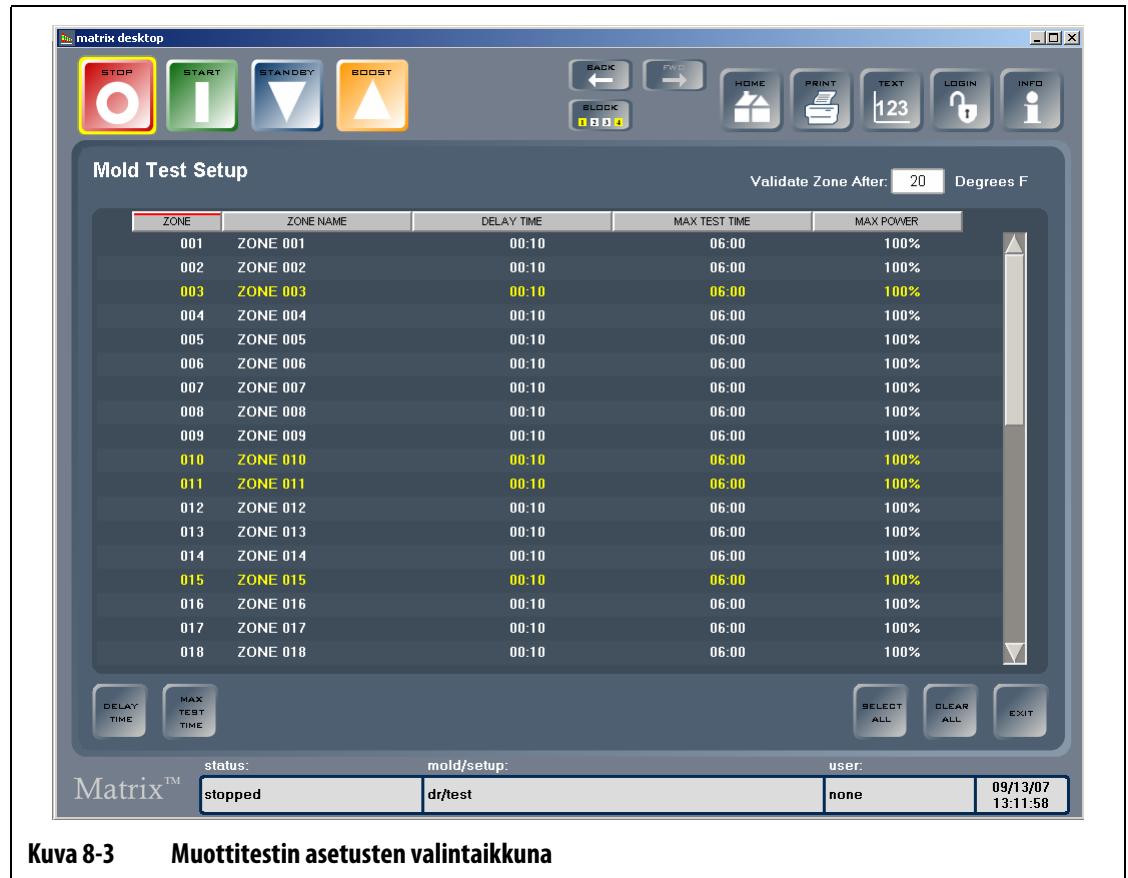 matrix desktop
STOP START STANDBY BOOST BACK FWD HOME PRINT TEXT LOGIN INFO
BLOCK
1 2 3 4
123
Mold Test Setup
Validate Zone After: 20 Degrees F
ZONE ZONE NAME DELAY TIME MAX TEST TIME MAX POWER
001 ZONE 001 00:10 06:00 100%
002 ZONE 002 00:10 06:00 100%
003 ZONE 003 00:10 06:00 100%
004 ZONE 004 00:10 06:00 100%
005 ZONE 005 00:10 06:00 100%
006 ZONE 006 00:10 06:00 100%
007 ZONE 007 00:10 06:00 100%
008 ZONE 008 00:10 06:00 100%
009 ZONE 009 00:10 06:00 100%
010 ZONE 010 00:10 06:00 100%
011 ZONE 011 00:10 06:00 100%
012 ZONE 012 00:10 06:00 100%
013 ZONE 013 00:10 06:00 100%
014 ZONE 014 00:10 06:00 100%
015 ZONE 015 00:10 06:00 100%
016 ZONE 016 00:10 06:00 100%
017 ZONE 017 00:10 06:00 100%
018 ZONE 018 00:10 06:00 100%
DELAY TIME
MAX TEST TIME
SELECT ALL
CLEAR ALL
EXIT
status: mold/setup: user:
Matrix™ stopped dr/test none 09/13/07
13:11:58
Kuva 8-3 Muottitestin asetusten valintaikkuna